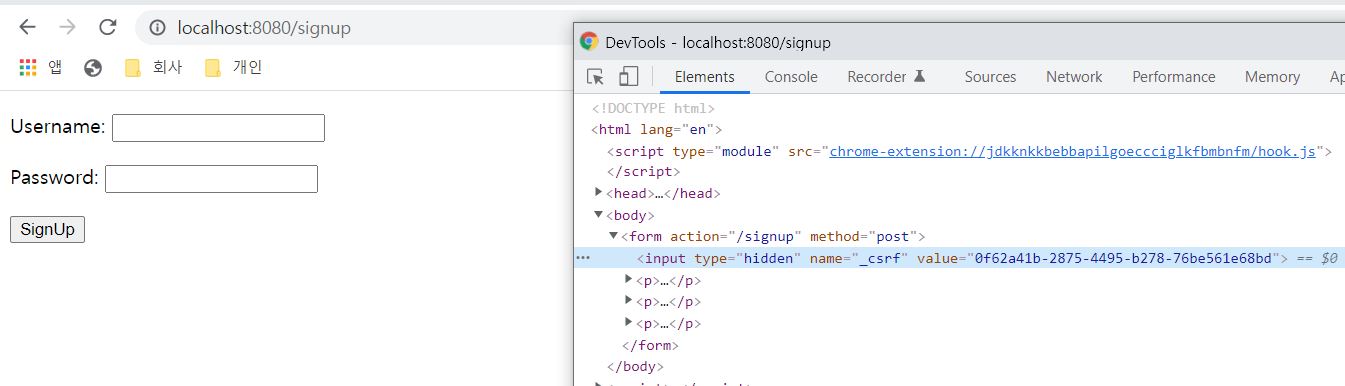 localhost:8080/signup
앱 회사 개인
Username:
Password:
SignUp
DevTools - localhost:8080/signup
Elements Console Recorder Sources Network Performance Memory Ap
<!DOCTYPE html>
<html lang="en">
<script type="module" src="chrome-extension://jdkknkkbebbapilgoeccciglkfbmbnfm/hook.js">
</script>
<head>…</head>
<body>
<form action="/signup" method="post">
<input type="hidden" name="_csrf" value="0f62a41b-2875-4495-b278-76be561e68bd"> == $0
<p>…</p>
<p>…</p>
<p>…</p>
</form>
</body>